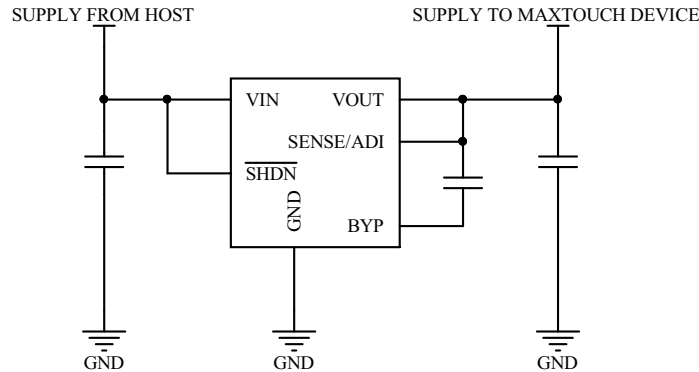 SUPPLY FROM HOST
SUPPLY TO MAXTOUCH DEVICE
VIN
VOUT
SENSE/ADI
SHDN
GND
BYP
GND
GND
GND